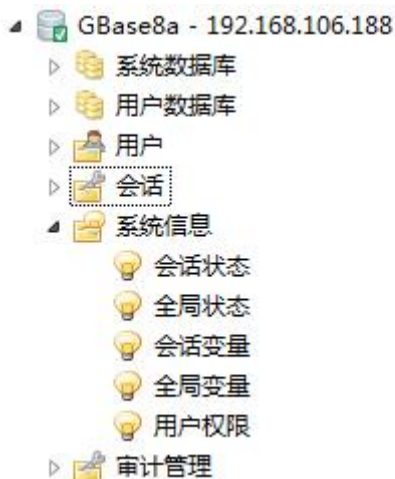 GBase8a - 192.168.106.188
系统数据库
用户数据库
用户
会话
系统信息
会话状态
全局状态
会话变量
全局变量
用户权限
审计管理